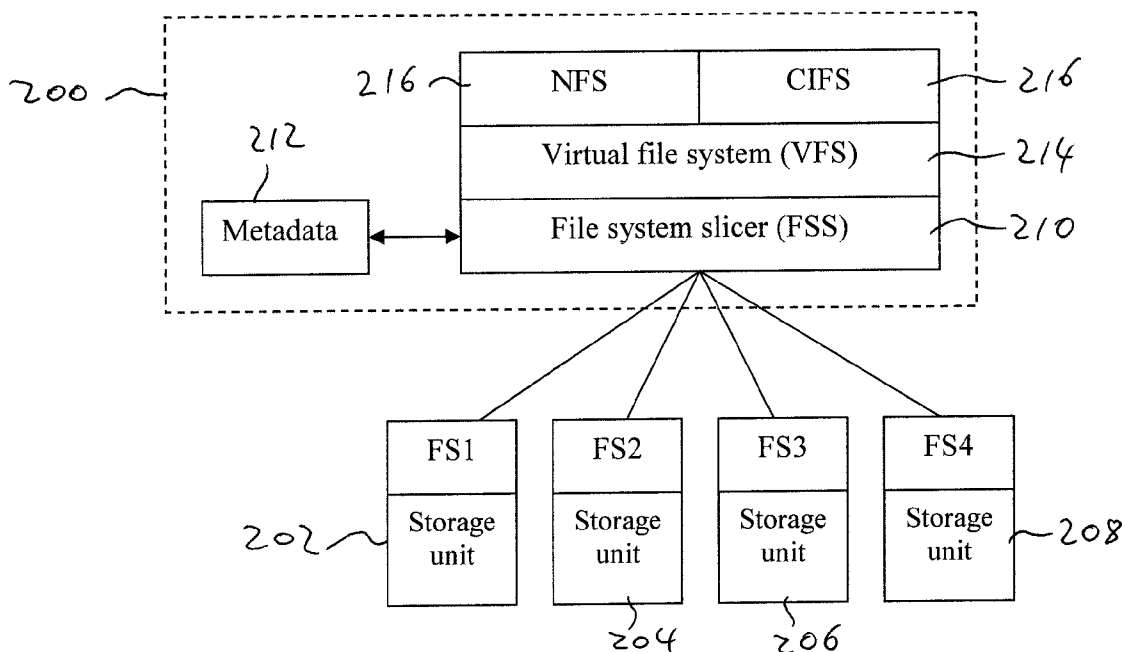 200
216
NFS
CIFS
216
212
Virtual file system (VFS)
214
Metadata
File system slicer (FSS)
210
FS1
FS2
FS3
FS4
202
Storage
unit
Storage
unit
Storage
unit
Storage
unit
208
204
206